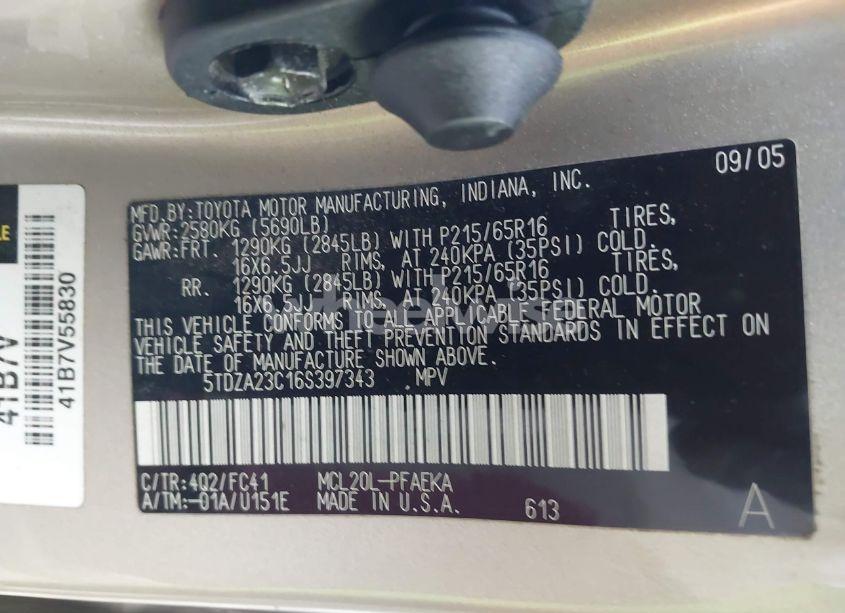 09/05
MFD.BY:TOYOTA MOTOR MANUFACTURING, INDIANA, INC.
GVWR:2580KG (5690LB)
GAWR:FRT. 1290KG (2845LB) WITH P215/65R16 TIRES,
16X6.5JJ RIMS, AT 240KPA (35PSI) COLD.
RR. 1290KG (2845LB) WITH P215/65R16 TIRES,
16X6.5JJ RIMS, AT 240KPA (35PSI) COLD.
THIS VEHICLE CONFORMS TO ALL APPLICABLE FEDERAL MOTOR
VEHICLE SAFETY AND THEFT PREVENTION STANDARDS IN EFFECT ON
THE DATE OF MANUFACTURE SHOWN ABOVE.
5TDZA23C16S397343 MPV
C/TR:4Q2/FC41 MCL20L-PFAEKA
A/TM:-01A/U151E MADE IN U.S.A. 613
A
41B7V
41B7V55830